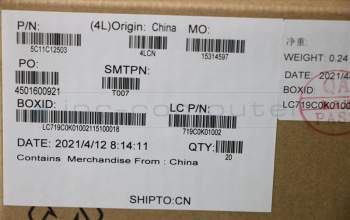 P/N: (4L)Origin: China MO:
5C11C12503 4LCN 15314597
PO: SMTPN:
4501600921 T007
BOXID: LC P/N:
LC719C0K01002115100018 719C0K01002
DATE: 2021/4/12 8:14:11 QTY:
20
Contains Merchandise From : China
SHIPTO:CN
净重:
WEIGHT: 0.24
DATE: 2021/4
BOXID
LC719C0K010
QA
PASS